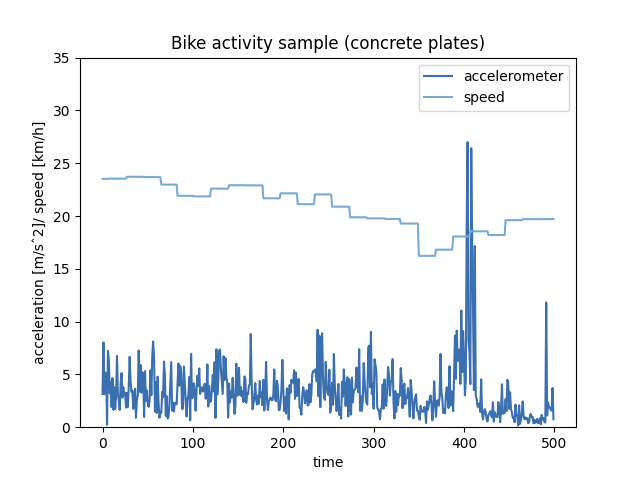 Bike activity sample (concrete plates)
accelerometer
speed
acceleration [m/s^2]/ speed [km/h]
35
30
25
20
15
10
5
0
0 100 200 300 400 500
time